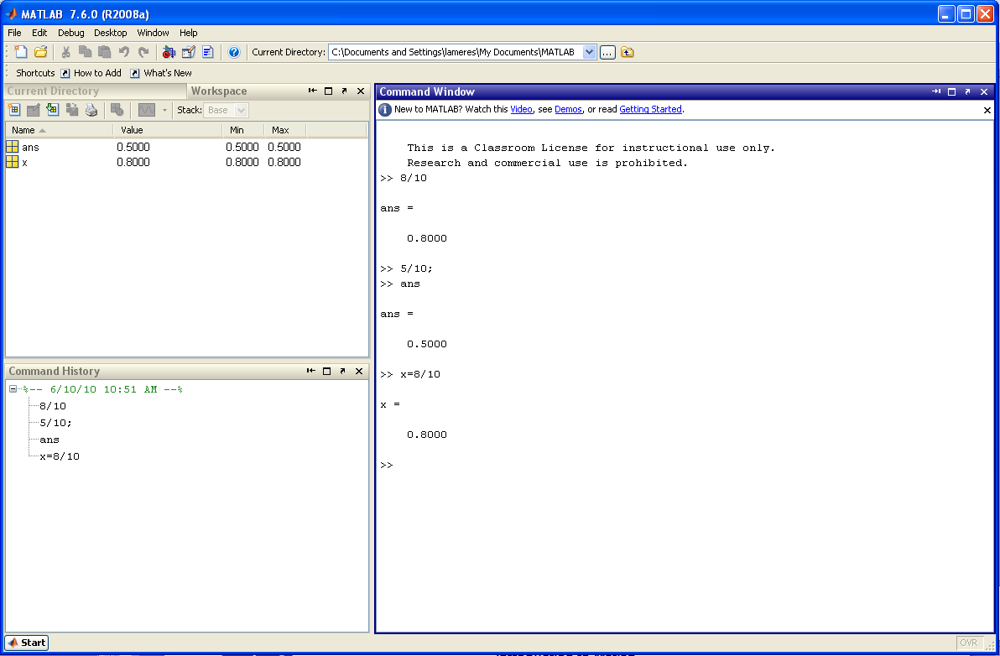 MATLAB 7.6.0 (R2008a)
File Edit Debug Desktop Window Help
Current Directory: C:\Documents and Settings\lameres\My Documents\MATLAB ...
Shortcuts How to Add What's New
Current Directory Workspace
Stack: Base
Name Value Min Max
ans 0.5000 0.5000 0.5000
x 0.8000 0.8000 0.8000
Command History
%-- 6/10/10 10:51 AM --%
8/10
5/10;
ans
x=8/10
Command Window
New to MATLAB? Watch this Video, see Demos, or read Getting Started.
This is a Classroom License for instructional use only.
Research and commercial use is prohibited.
>> 8/10
ans =
0.8000
>> 5/10;
>> ans
ans =
0.5000
>> x=8/10
x =
0.8000
>>
Start
OVR